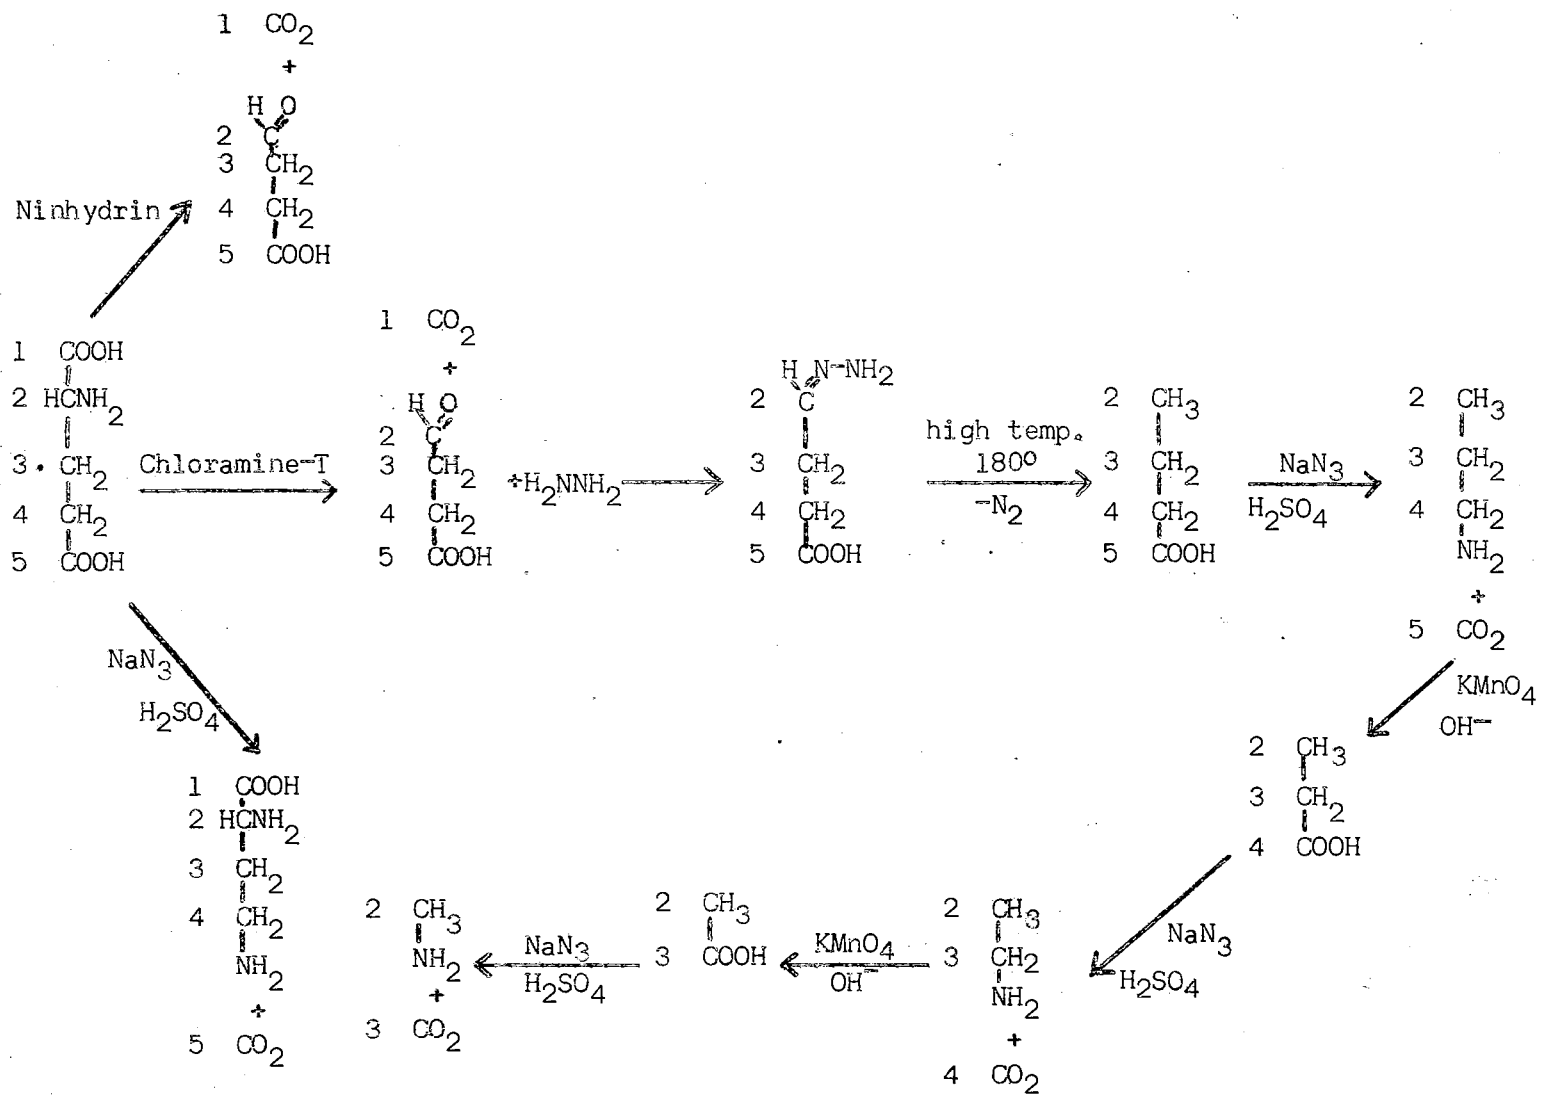 1 CO2
+
H O
2 C
3 CH2
4 CH2
5 COOH
Ninhydrin
1 COOH
2 HCNH2
3 CH2
4 CH2
5 COOH
Chloramine-T
1 CO2
+
H O
2 C
3 CH2
4 CH2
5 COOH
+H2NNH2
H N-NH2
2 C
3 CH2
4 CH2
5 COOH
high temp.
180°
-N2
2 CH3
3 CH2
4 CH2
5 COOH
NaN3
H2SO4
2 CH3
3 CH2
4 CH2
NH2
+
5 CO2
KMnO4
OH-
2 CH3
3 CH2
4 COOH
NaN3
H2SO4
2 CH3
3 CH2
NH2
+
4 CO2
KMnO4
OH-
2 CH3
3 COOH
NaN3
H2SO4
2 CH3
NH2
+
3 CO2
NaN3
H2SO4
1 COOH
2 HCNH2
3 CH2
4 CH2
NH2
+
5 CO2